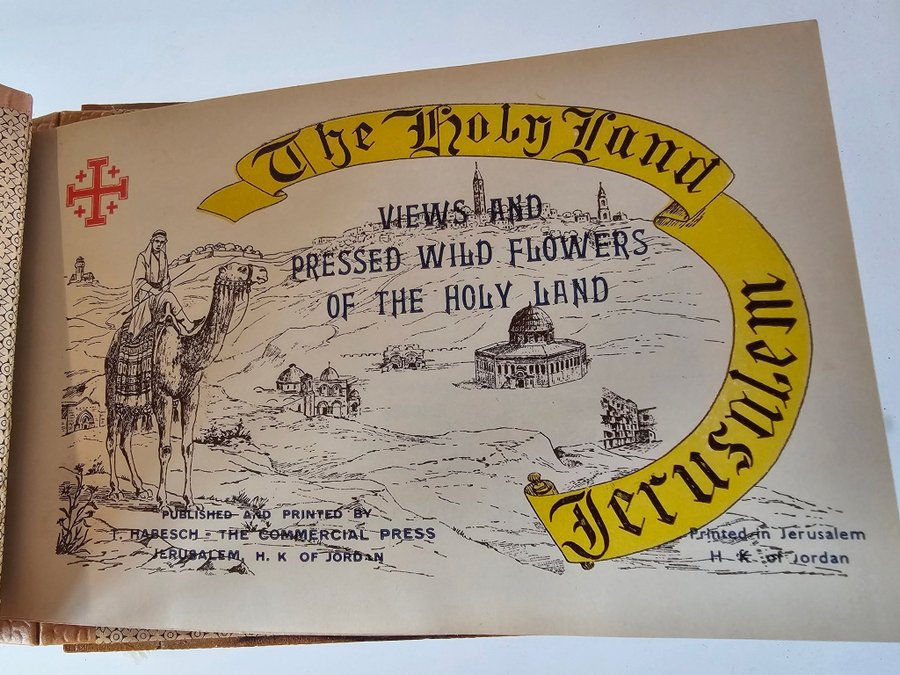 The Holy Land
Jerusalem
VIEWS AND
PRESSED WILD FLOWERS
OF THE HOLY LAND
PUBLISHED AND PRINTED BY
HABESCH - THE COMMERCIAL PRESS
JERUSALEM, H. K OF JORDAN
Printed in Jerusalem
H. K. of Jordan